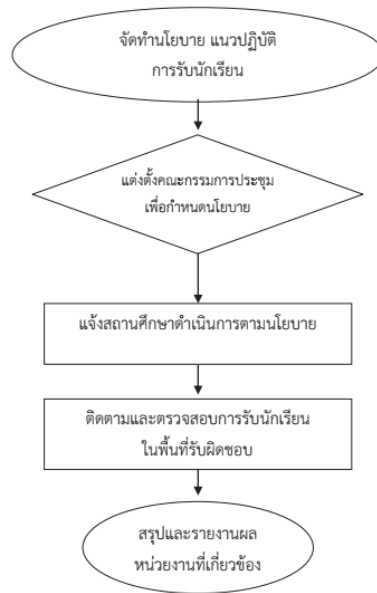 จัดทำนโยบาย แนวปฏิบัติ
การรับนักเรียน
แต่งตั้งคณะกรรมการประชุม
เพื่อกำหนดนโยบาย
แจ้งสถานศึกษาดำเนินการตามนโยบาย
ติดตามและตรวจสอบการรับนักเรียน
ในพื้นที่รับผิดชอบ
สรุปและรายงานผล
หน่วยงานที่เกี่ยวข้อง